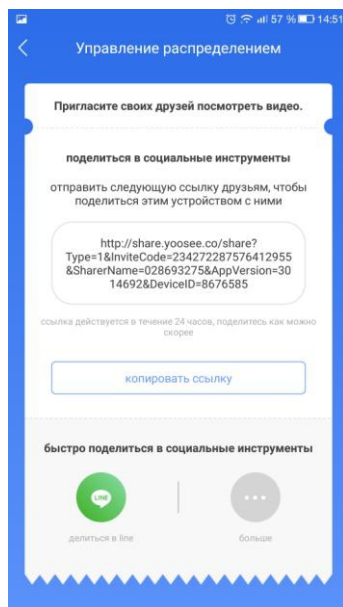 57 % 14:51
Управление распределением
Пригласите своих друзей посмотреть видео.
поделиться в социальные инструменты
отправить следующую ссылку друзьям, чтобы
поделиться этим устройством с ними
http://share.yoosee.co/share?
Type=1&InviteCode=234272287576412955
&SharerName=028693275&AppVersion=30
14692&DeviceID=8676585
ссылка действуется в течение 24 часов, поделитесь как можно
скорее
копировать ссылку
быстро поделиться в социальные инструменты
LINE
делиться в line
больше